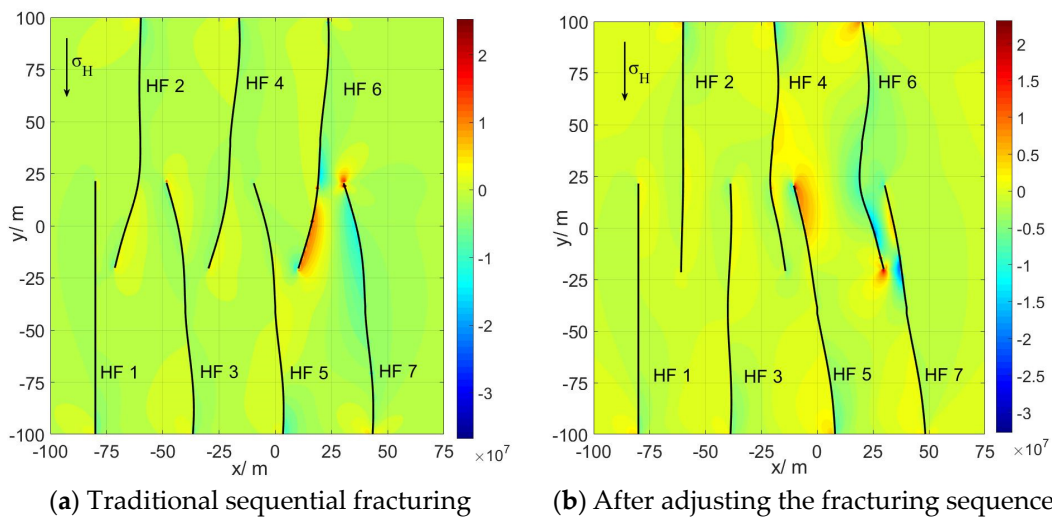 100
75
50
25
0
-25
-50
-75
-100
y/ m
-100 -75 -50 -25 0 25 50 75
x/ m
σH
HF 2
HF 4
HF 6
HF 1
HF 3
HF 5
HF 7
2
1
0
-1
-2
-3
×10⁷
(a) Traditional sequential fracturing
100
75
50
25
0
-25
-50
-75
-100
y/ m
-100 -75 -50 -25 0 25 50 75
x/ m
σH
HF 2
HF 4
HF 6
HF 1
HF 3
HF 5
HF 7
2
1.5
1
0.5
0
-0.5
-1
-1.5
-2
-2.5
-3
×10⁷
(b) After adjusting the fracturing sequence